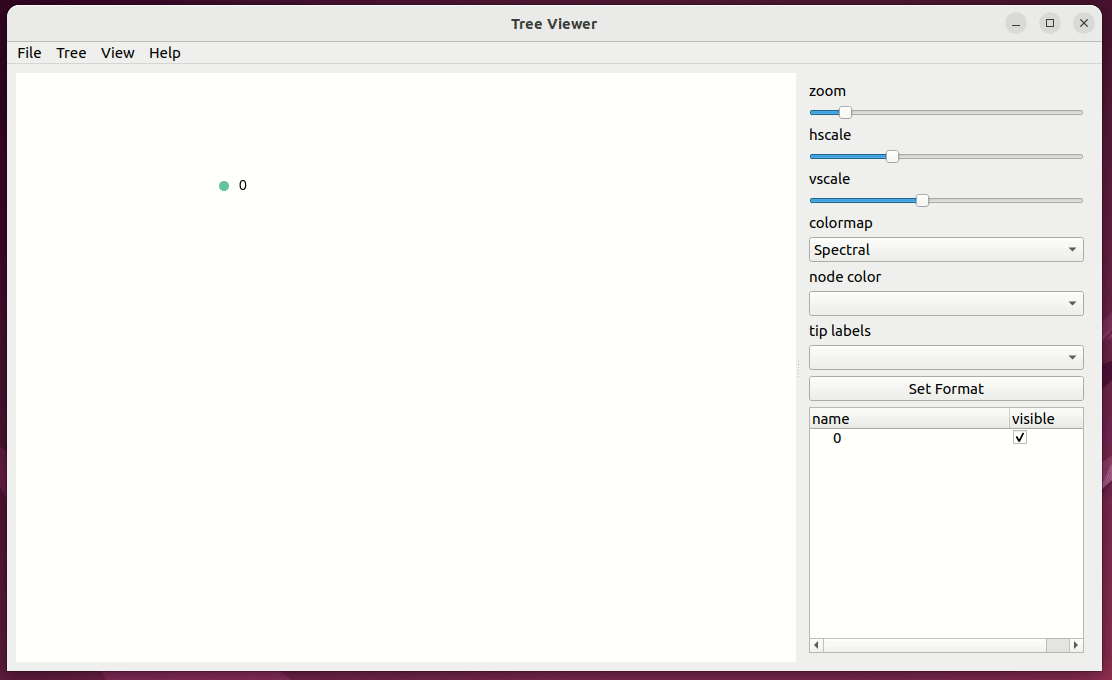 Tree Viewer
File Tree View Help
0
zoom
hscale
vscale
colormap
Spectral
node color
tip labels
Set Format
name visible
0